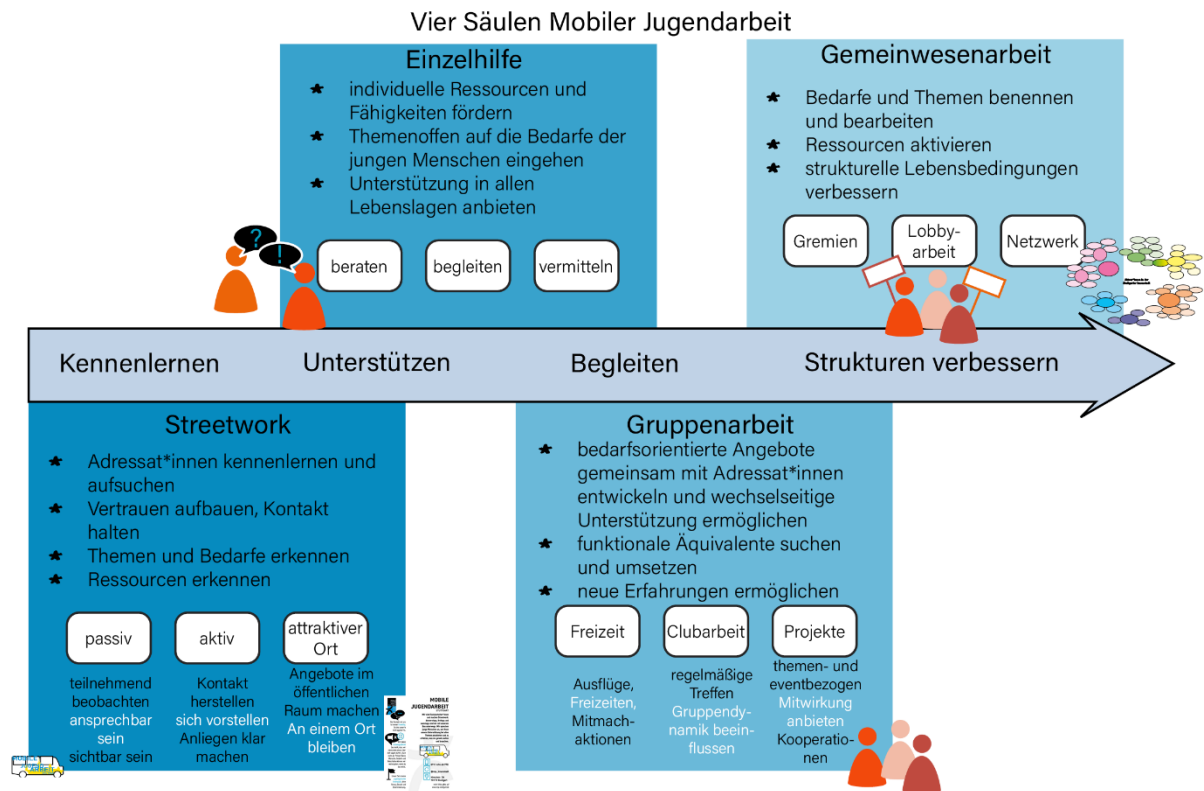 Vier Säulen Mobiler Jugendarbeit
Einzelhilfe
individuelle Ressourcen und
Fähigkeiten fördern
Themenoffen auf die Bedarfe der
jungen Menschen eingehen
Unterstützung in allen
Lebenslagen anbieten
beraten
begleiten
vermitteln
?
!
Gemeinwesenarbeit
Bedarfe und Themen benennen
und bearbeiten
Ressourcen aktivieren
strukturelle Lebensbedingungen
verbessern
Gremien
Lobby-
arbeit
Netzwerk
Kennenlernen
Unterstützen
Begleiten
Strukturen verbessern
Streetwork
Adressat*innen kennenlernen und
aufsuchen
Vertrauen aufbauen, Kontakt
halten
Themen und Bedarfe erkennen
Ressourcen erkennen
passiv
teilnehmend
beobachten
ansprechbar
sein
sichtbar sein
aktiv
Kontakt
herstellen
sich vorstellen
Anliegen klar
machen
attraktiver
Ort
Angebote im
öffentlichen
Raum machen
An einem Ort
bleiben
MOBILE
JUGENDARBEIT
Gruppenarbeit
bedarfsorientierte Angebote
gemeinsam mit Adressat*innen
entwickeln und wechselseitige
Unterstützung ermöglichen
funktionale Äquivalente suchen
und umsetzen
neue Erfahrungen ermöglichen
Freizeit
Ausflüge,
Freizeiten,
Mitmach-
aktionen
Clubarbeit
regelmäßige
Treffen
Gruppendy-
namik beein-
flussen
Projekte
themen- und
eventbezogen
Mitwirkung
anbieten
Kooperatio-
nen